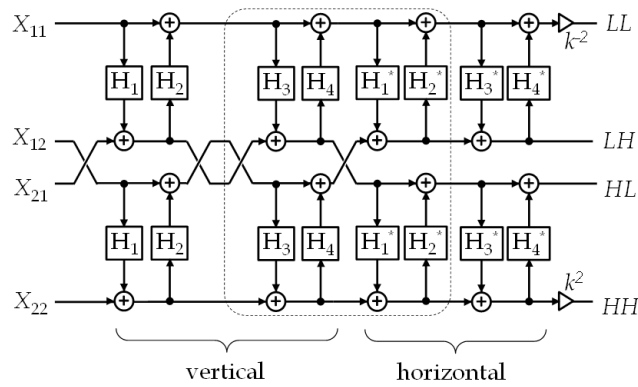 X₁₁ LL
k⁻²
H₁ H₂ H₃ H₄ H₁* H₂* H₃* H₄*
X₁₂ LH
X₂₁ HL
H₁ H₂ H₃ H₄ H₁* H₂* H₃* H₄*
k²
X₂₂ HH
vertical horizontal